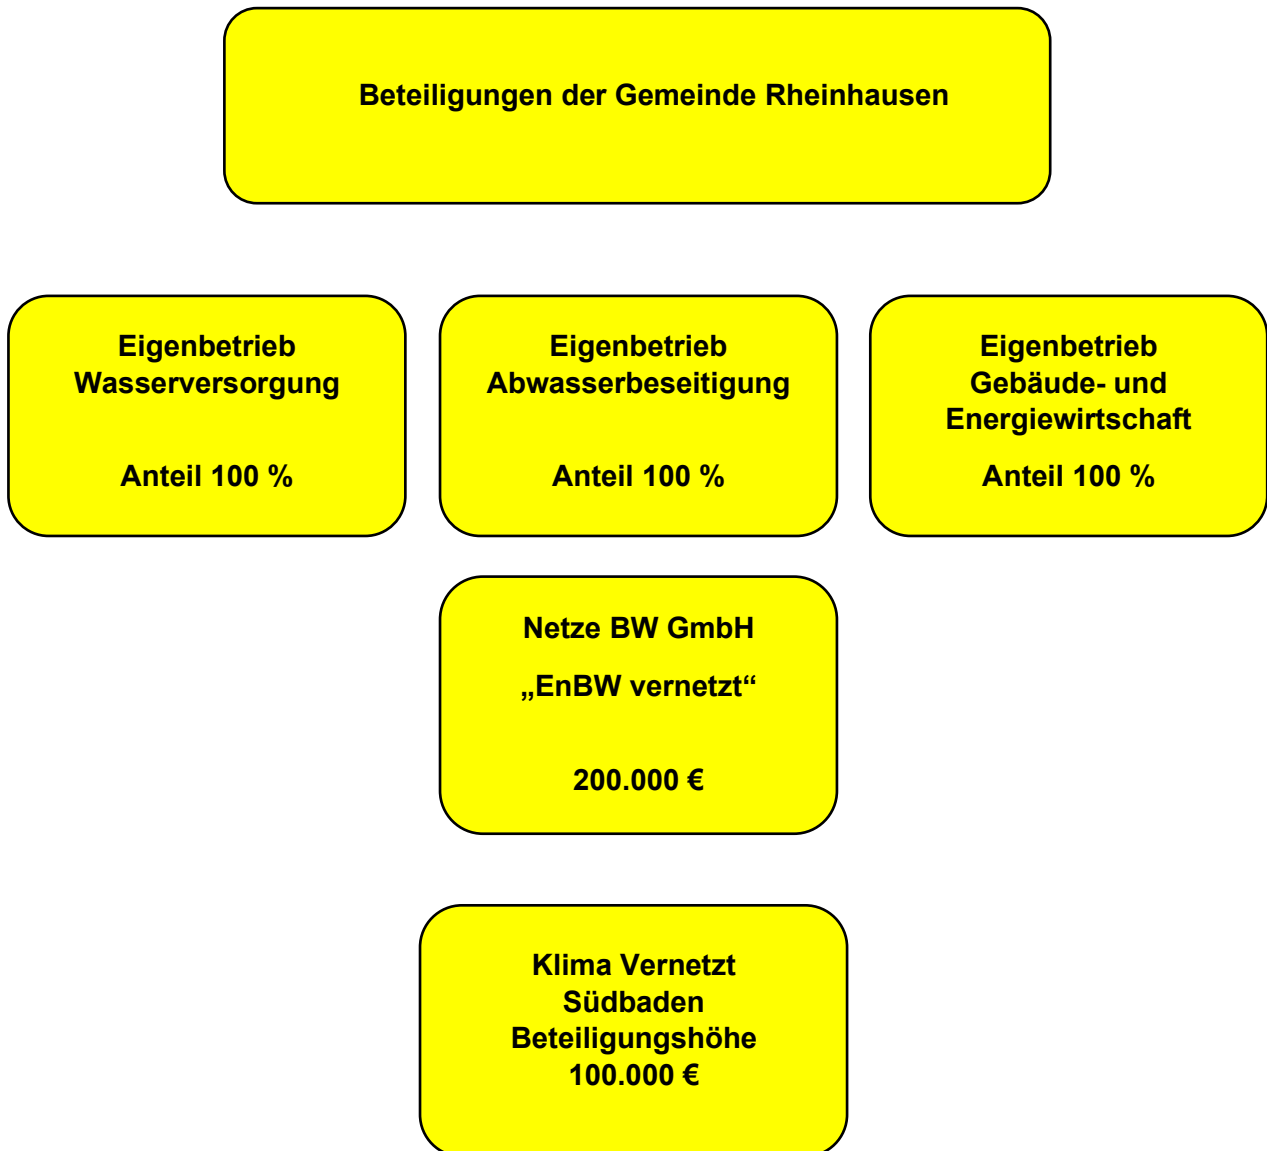 Beteiligungen der Gemeinde Rheinhausen
Eigenbetrieb
Wasserversorgung
Anteil 100 %
Eigenbetrieb
Abwasserbeseitigung
Anteil 100 %
Eigenbetrieb
Gebäude- und
Energiewirtschaft
Anteil 100 %
Netze BW GmbH
„EnBW vernetzt“
200.000 €
Klima Vernetzt
Südbaden
Beteiligungshöhe
100.000 €